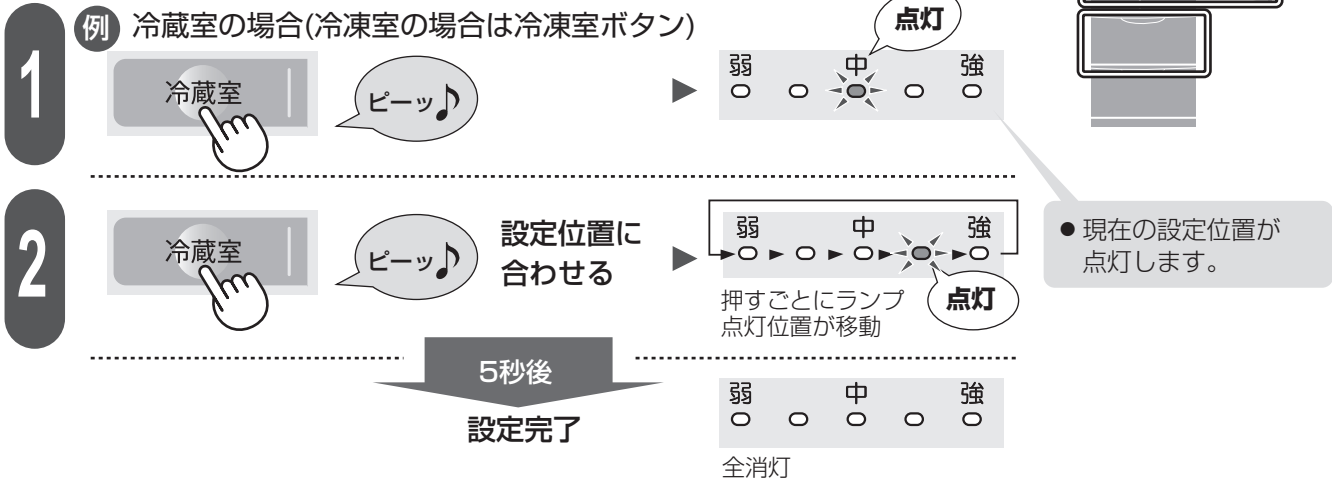 1
例 冷蔵室の場合(冷凍室の場合は冷凍室ボタン)
冷蔵室
ピーッ♪
点灯
弱 中 強
2
冷蔵室
ピーッ♪
設定位置に
合わせる
弱 中 強
点灯
押すごとにランプ
点灯位置が移動
● 現在の設定位置が
点灯します。
5秒後
設定完了
弱 中 強
全消灯